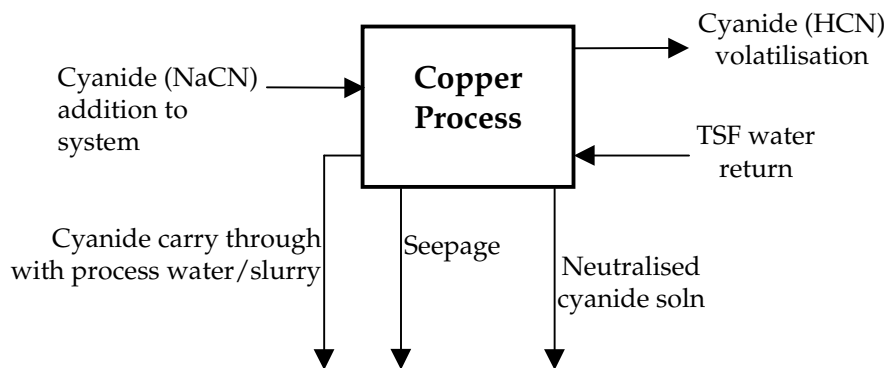 Cyanide (HCN)
volatilisation
Cyanide (NaCN)
addition to
system
Copper
Process
TSF water
return
Cyanide carry through
with process water/slurry
Seepage
Neutralised
cyanide soln